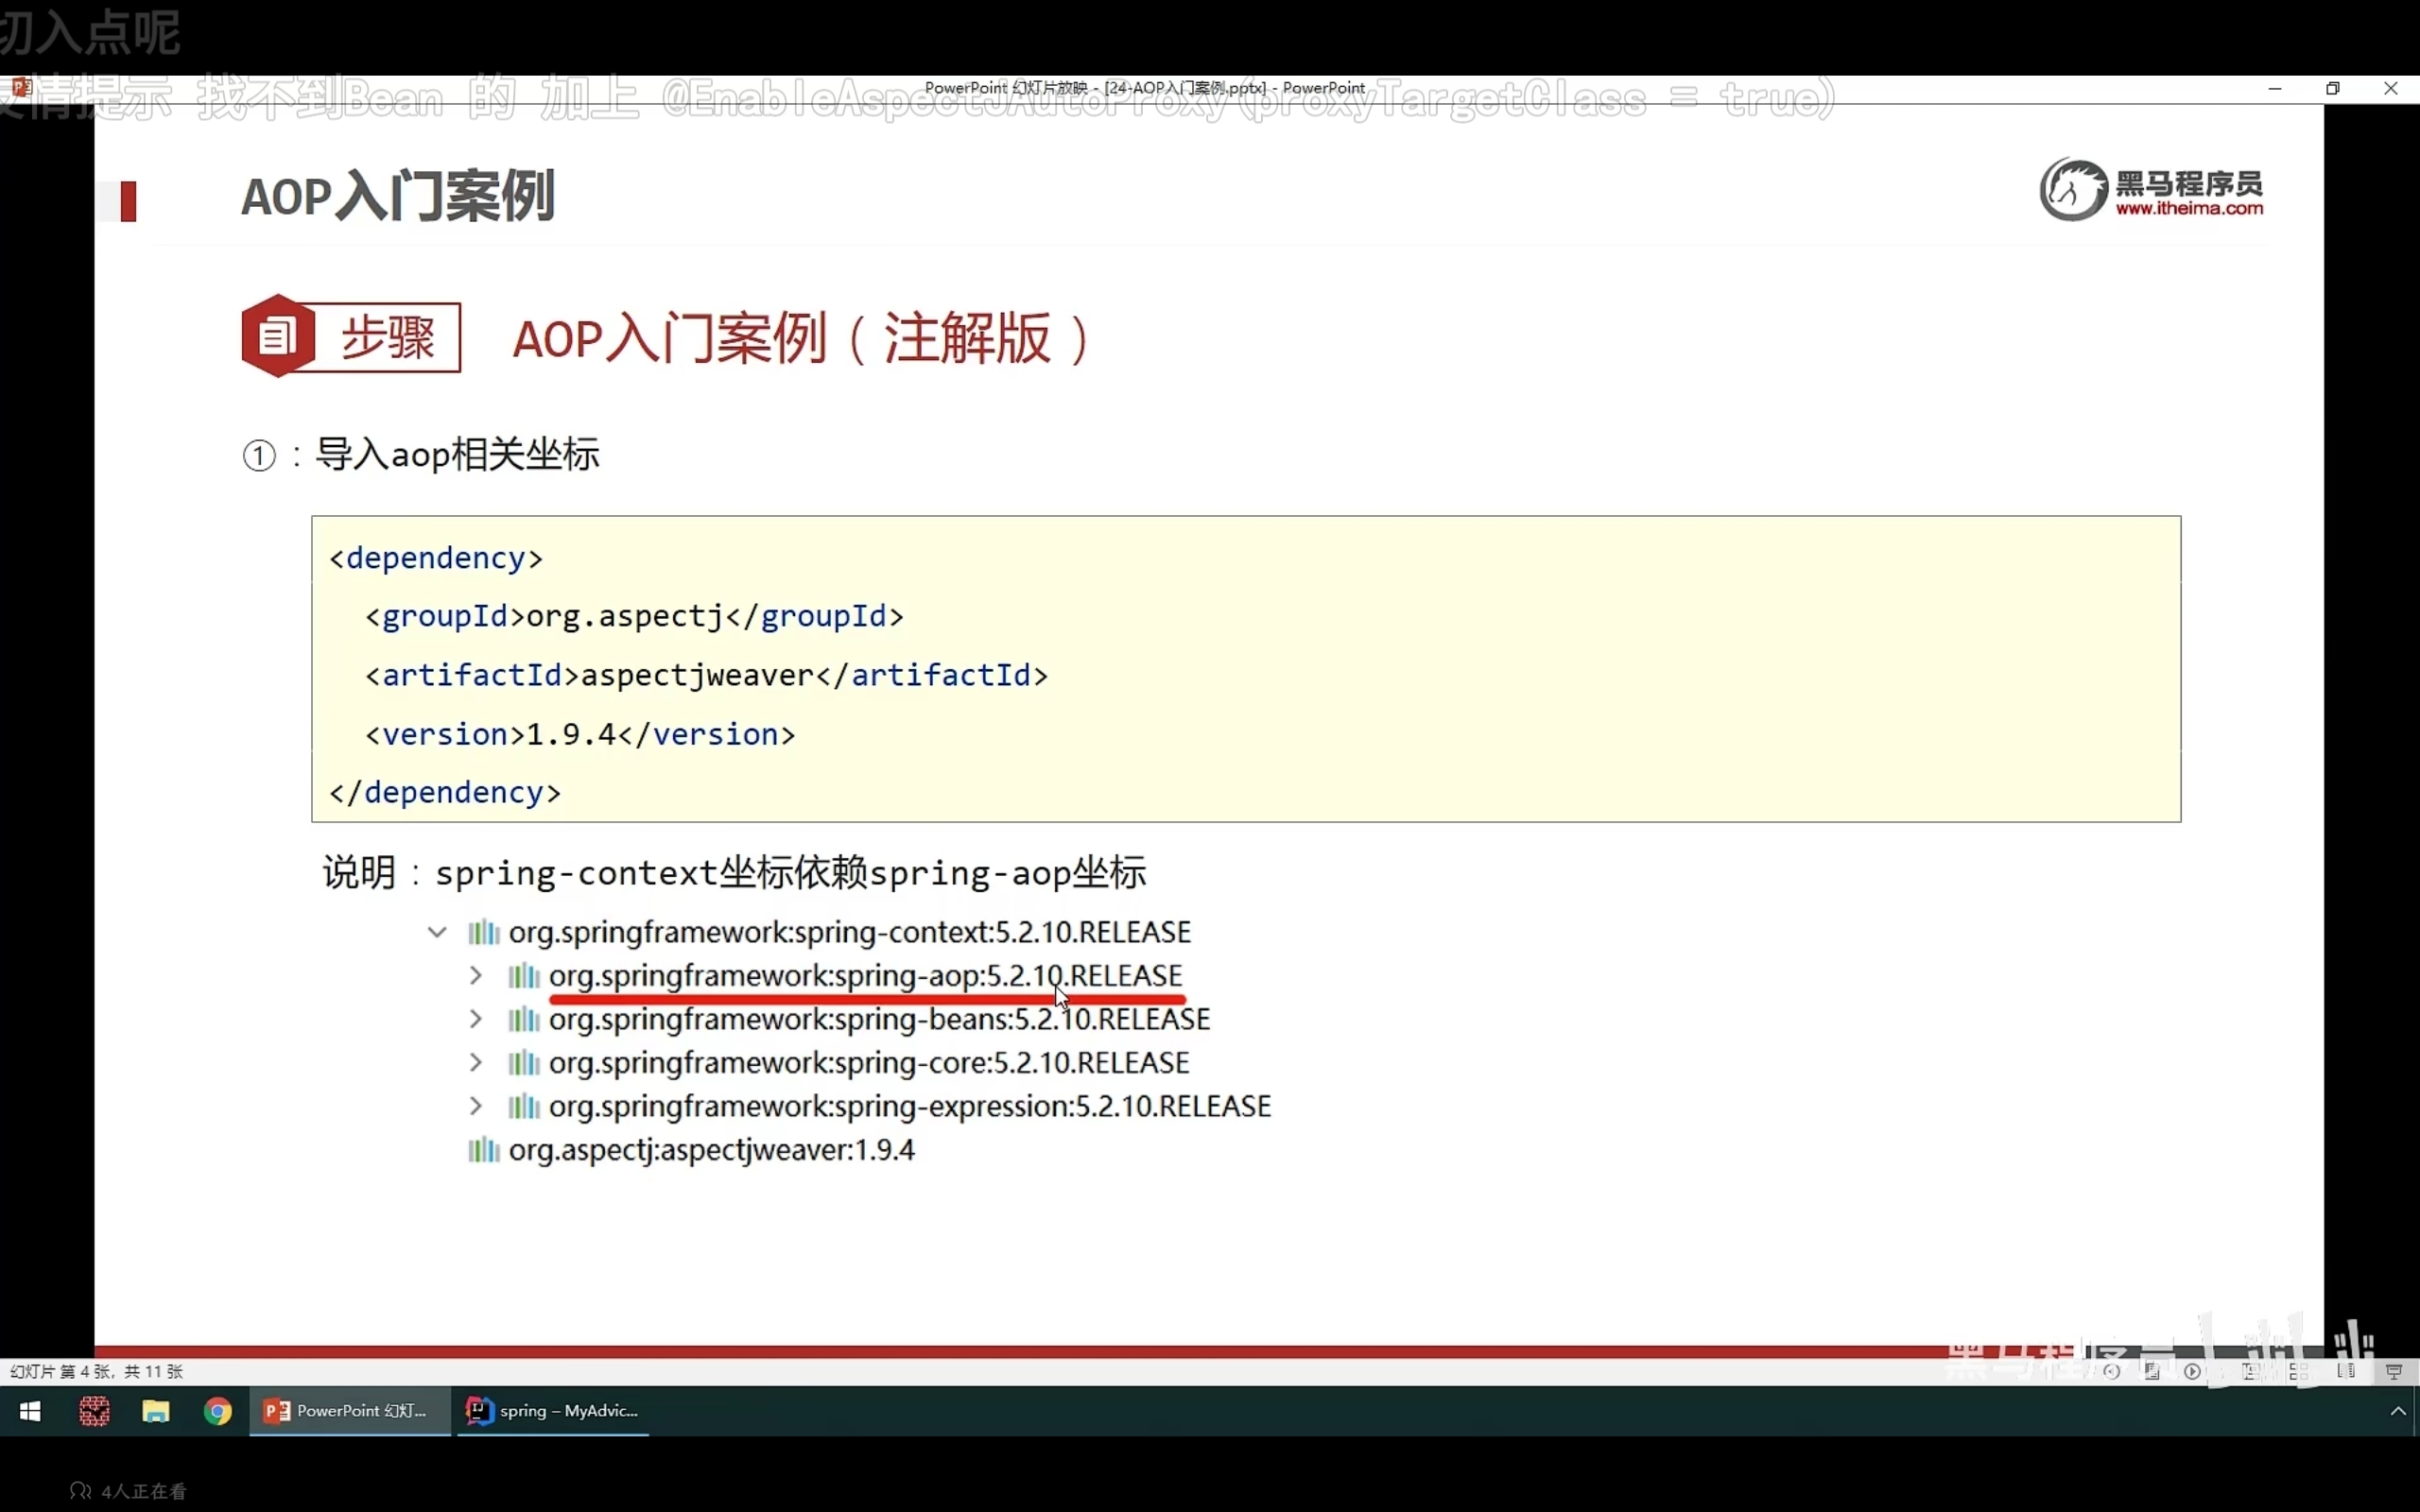 切入点呢
友情提示 找不到Bean 的 加上 @EnableAspectJAutoProxy(proxyTargetClass = true)
PowerPoint 幻灯片放映 - [24-AOP入门案例.pptx] - PowerPoint
AOP入门案例
黑马程序员
www.itheima.com
步骤
AOP入门案例（注解版）
①：导入aop相关坐标
<dependency>
<groupId>org.aspectj</groupId>
<artifactId>aspectjweaver</artifactId>
<version>1.9.4</version>
</dependency>
说明：spring-context坐标依赖spring-aop坐标
org.springframework:spring-context:5.2.10.RELEASE
org.springframework:spring-aop:5.2.10.RELEASE
org.springframework:spring-beans:5.2.10.RELEASE
org.springframework:spring-core:5.2.10.RELEASE
org.springframework:spring-expression:5.2.10.RELEASE
org.aspectj:aspectjweaver:1.9.4
黑马程序员
幻灯片 第 4 张，共 11 张
PowerPoint 幻灯...
spring – MyAdvic...
4人正在看